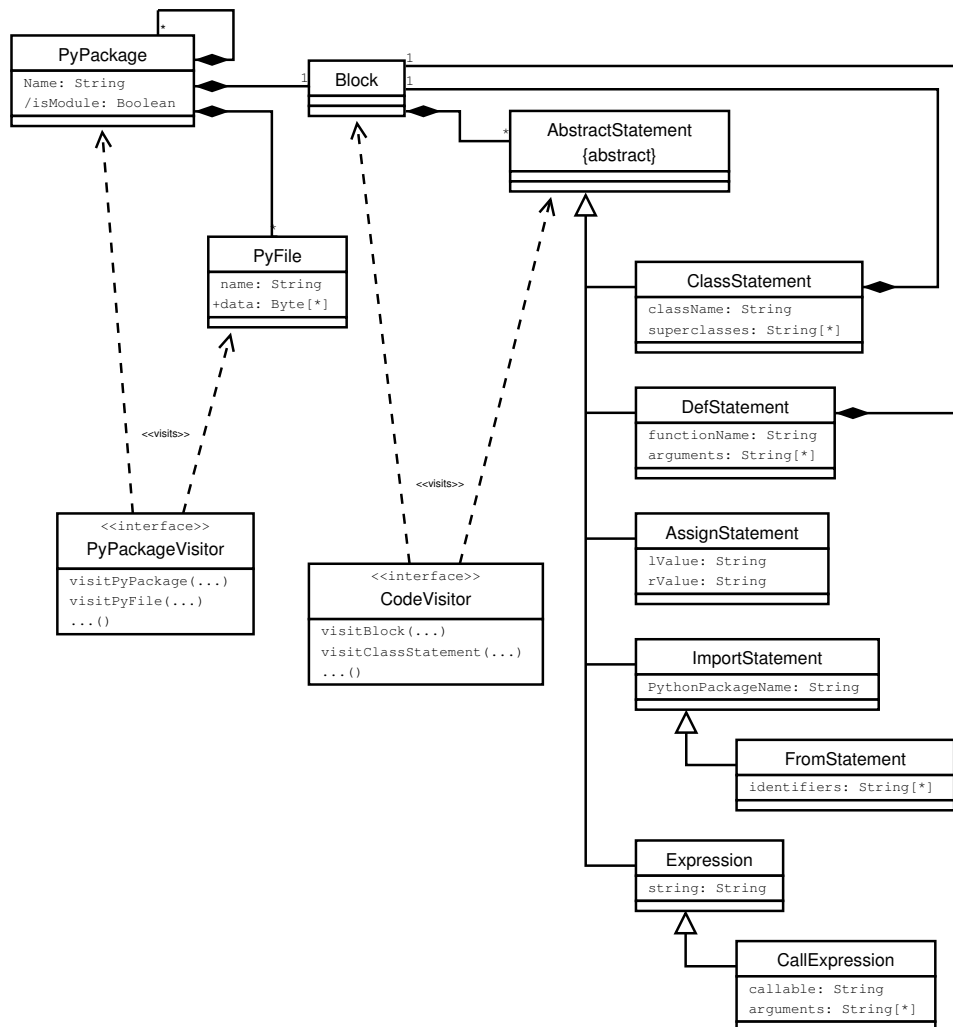 *
PyPackage
Name: String
/isModule: Boolean
1
Block
1
1
*
AbstractStatement
{abstract}
*
PyFile
name: String
+data: Byte[*]
ClassStatement
className: String
superclasses: String[*]
DefStatement
functionName: String
arguments: String[*]
<<visits>>
<<visits>>
<<interface>>
PyPackageVisitor
visitPyPackage(...)
visitPyFile(...)
...()
<<interface>>
CodeVisitor
visitBlock(...)
visitClassStatement(...)
...()
AssignStatement
lValue: String
rValue: String
ImportStatement
PythonPackageName: String
FromStatement
identifiers: String[*]
Expression
string: String
CallExpression
callable: String
arguments: String[*]